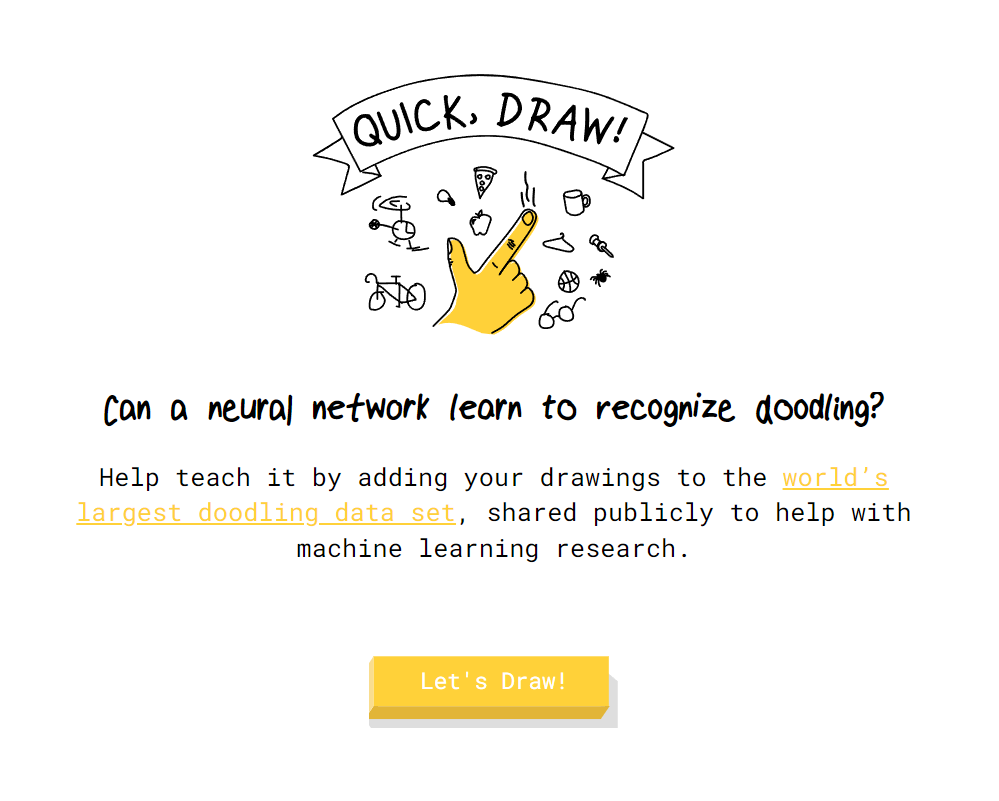 QUICK, DRAW!
Can a neural network learn to recognize doodling?
Help teach it by adding your drawings to the world’s
largest doodling data set, shared publicly to help with
machine learning research.
Let's Draw!